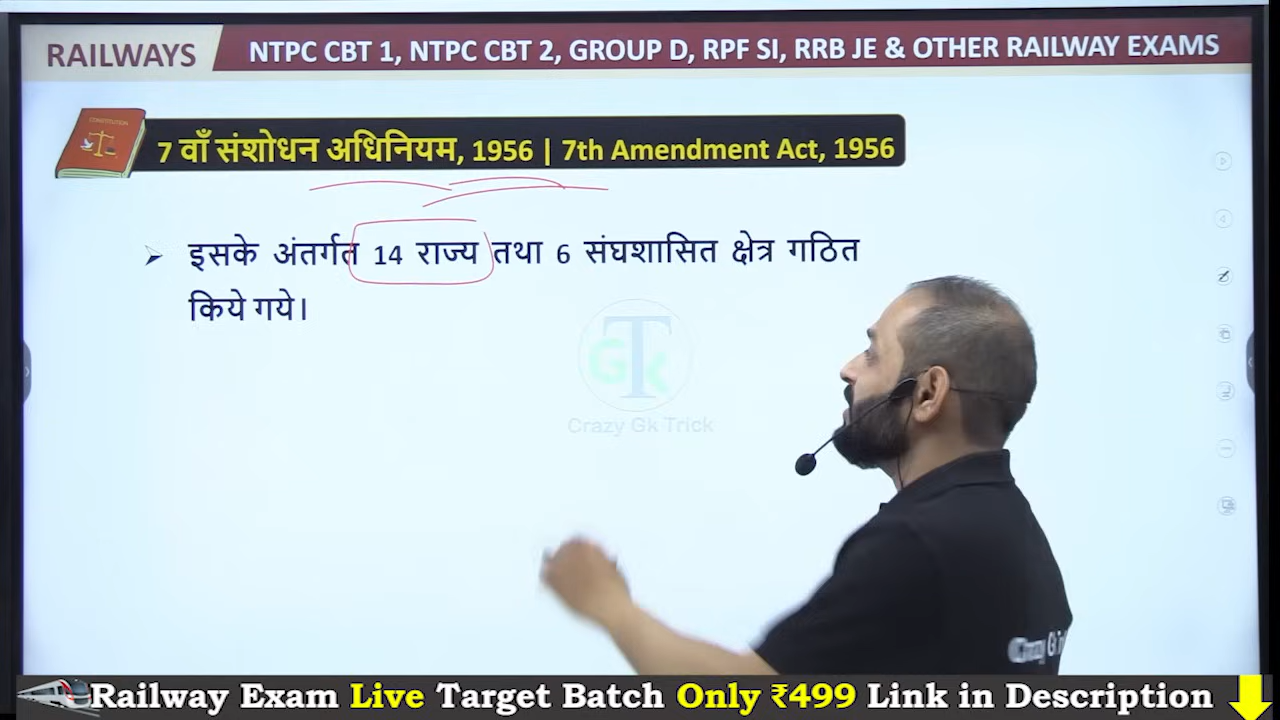 RAILWAYS
NTPC CBT 1, NTPC CBT 2, GROUP D, RPF SI, RRB JE & OTHER RAILWAY EXAMS
CONSTITUTION
7 वाँ संशोधन अधिनियम, 1956 | 7th Amendment Act, 1956
इसके अंतर्गत 14 राज्य तथा 6 संघशासित क्षेत्र गठित
किये गये।
GTK
Crazy Gk Trick
Railway Exam Live Target Batch Only ₹499 Link in Description